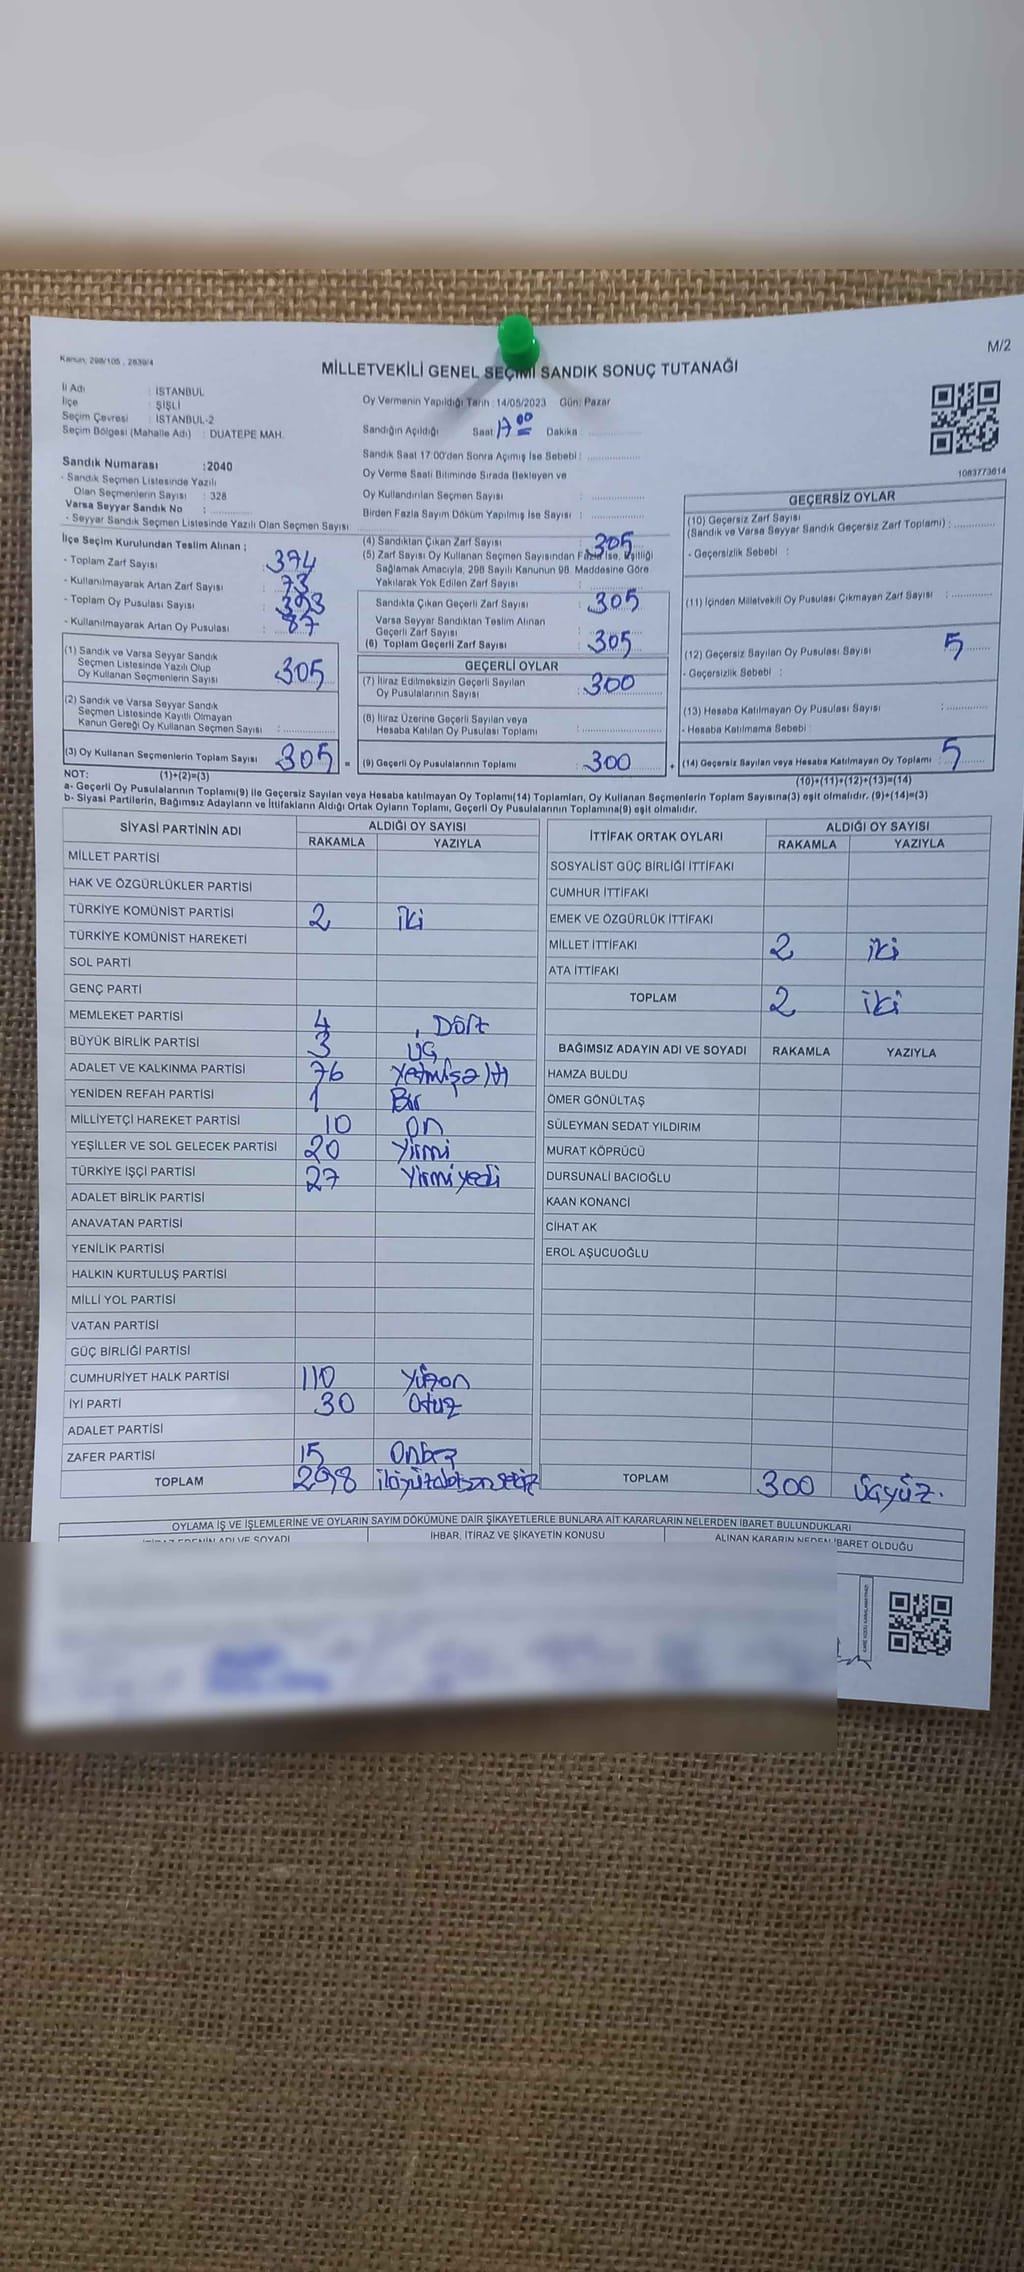 M/2
Kanun: 298/105 , 2839/4
MİLLETVEKİLİ GENEL SEÇİMİ SANDIK SONUÇ TUTANAĞI
İl Adı : İSTANBUL
İlçe : ŞİŞLİ
Seçim Çevresi : İSTANBUL-2
Seçim Bölgesi (Mahalle Adı) : DUATEPE MAH.
Oy Vermenin Yapıldığı Tarih : 14/05/2023 Gün: Pazar
Sandığın Açıldığı Saat 17 00 Dakika
Sandık Saat 17:00'den Sonra Açımış İse Sebebi :
Sandık Numarası : 2040
- Sandık Seçmen Listesinde Yazılı
Olan Seçmenlerin Sayısı : 328
Varsa Seyyar Sandık No :
- Seyyar Sandık Seçmen Listesinde Yazılı Olan Seçmen Sayısı
Oy Verme Saati Bitiminde Sırada Bekleyen ve
Oy Kullandırılan Seçmen Sayısı :
Birden Fazla Sayım Döküm Yapılmış İse Sayısı :
1083773614
İlçe Seçim Kurulundan Teslim Alınan ;
- Toplam Zarf Sayısı : 394
- Kullanılmayarak Artan Zarf Sayısı : 73
- Toplam Oy Pusulası Sayısı : 393
- Kullanılmayarak Artan Oy Pusulası : 87
(1) Sandık ve Varsa Seyyar Sandık
Seçmen Listesinde Yazılı Olup
Oy Kullanan Seçmenlerin Sayısı : 305
(2) Sandık ve Varsa Seyyar Sandık
Seçmen Listesinde Kayıtlı Olmayan
Kanun Gereği Oy Kullanan Seçmen Sayısı :
(3) Oy Kullanan Seçmenlerin Toplam Sayısı : 305 =
(4) Sandıktan Çıkan Zarf Sayısı : 305
(5) Zarf Sayısı Oy Kullanan Seçmen Sayısından Fazla İse, Eşitliği
Sağlamak Amacıyla, 298 Sayılı Kanunun 98. Maddesine Göre
Yakılarak Yok Edilen Zarf Sayısı :
Sandıkta Çıkan Geçerli Zarf Sayısı : 305
Varsa Seyyar Sandıktan Teslim Alınan
Geçerli Zarf Sayısı :
(6) Toplam Geçerli Zarf Sayısı : 305
GEÇERLİ OYLAR
(7) İtiraz Edilmeksizin Geçerli Sayılan
Oy Pusulalarının Sayısı : 300
(8) İtiraz Üzerine Geçerli Sayılan veya
Hesaba Katılan Oy Pusulası Toplamı :
(9) Geçerli Oy Pusulalarının Toplamı : 300 +
GEÇERSİZ OYLAR
(10) Geçersiz Zarf Sayısı
(Sandık ve Varsa Seyyar Sandık Geçersiz Zarf Toplamı) :
- Geçersizlik Sebebi :
(11) İçinden Milletvekili Oy Pusulası Çıkmayan Zarf Sayısı :
(12) Geçersiz Sayılan Oy Pusulası Sayısı : 5
- Geçersizlik Sebebi :
(13) Hesaba Katılmayan Oy Pusulası Sayısı :
- Hesaba Katılmama Sebebi :
(14) Geçersiz Sayılan veya Hesaba Katılmayan Oy Toplamı : 5
NOT: (1)+(2)=(3) (10)+(11)+(12)+(13)=(14)
a- Geçerli Oy Pusulalarının Toplamı(9) ile Geçersiz Sayılan veya Hesaba katılmayan Oy Toplamı(14) Toplamları, Oy Kullanan Seçmenlerin Toplam Sayısına(3) eşit olmalıdır. (9)+(14)=(3)
b- Siyasi Partilerin, Bağımsız Adayların ve İttifakların Aldığı Ortak Oyların Toplamı, Geçerli Oy Pusulalarının Toplamına(9) eşit olmalıdır.
SİYASİ PARTİNİN ADI ALDIĞI OY SAYISI
RAKAMLA YAZIYLA
MİLLET PARTİSİ
HAK VE ÖZGÜRLÜKLER PARTİSİ
TÜRKİYE KOMÜNİST PARTİSİ 2 iki
TÜRKİYE KOMÜNİST HAREKETİ
SOL PARTİ
GENÇ PARTİ
MEMLEKET PARTİSİ 4 Dört
BÜYÜK BİRLİK PARTİSİ 3 üç
ADALET VE KALKINMA PARTİSİ 76 Yetmişaltı
YENİDEN REFAH PARTİSİ 1 Bir
MİLLİYETÇİ HAREKET PARTİSİ 10 on
YEŞİLLER VE SOL GELECEK PARTİSİ 20 Yirmi
TÜRKİYE İŞÇİ PARTİSİ 27 Yirmiyedi
ADALET BİRLİK PARTİSİ
ANAVATAN PARTİSİ
YENİLİK PARTİSİ
HALKIN KURTULUŞ PARTİSİ
MİLLİ YOL PARTİSİ
VATAN PARTİSİ
GÜÇ BİRLİĞİ PARTİSİ
CUMHURİYET HALK PARTİSİ 110 Yüzon
İYİ PARTİ 30 Otuz
ADALET PARTİSİ
ZAFER PARTİSİ 15 Onbeş
TOPLAM 298 ikiyüzdoksansekiz
İTTİFAK ORTAK OYLARI ALDIĞI OY SAYISI
RAKAMLA YAZIYLA
SOSYALİST GÜÇ BİRLİĞİ İTTİFAKI
CUMHUR İTTİFAKI
EMEK VE ÖZGÜRLÜK İTTİFAKI
MİLLET İTTİFAKI 2 iki
ATA İTTİFAKI
TOPLAM 2 iki
BAĞIMSIZ ADAYIN ADI VE SOYADI RAKAMLA YAZIYLA
HAMZA BULDU
ÖMER GÖNÜLTAŞ
SÜLEYMAN SEDAT YILDIRIM
MURAT KÖPRÜCÜ
DURSUNALİ BACIOĞLU
KAAN KONANCİ
CİHAT AK
EROL AŞUCUOĞLU
TOPLAM 300 üçyüz.
OYLAMA İŞ VE İŞLEMLERİNE VE OYLARIN SAYIM DÖKÜMÜNE DAİR ŞİKAYETLERLE BUNLARA AİT KARARLARIN NELERDEN İBARET BULUNDUKLARI
ADI VE SOYADI İHBAR, İTİRAZ VE ŞİKAYETİN KONUSU ALINAN KARARIN NEDEN İBARET OLDUĞU